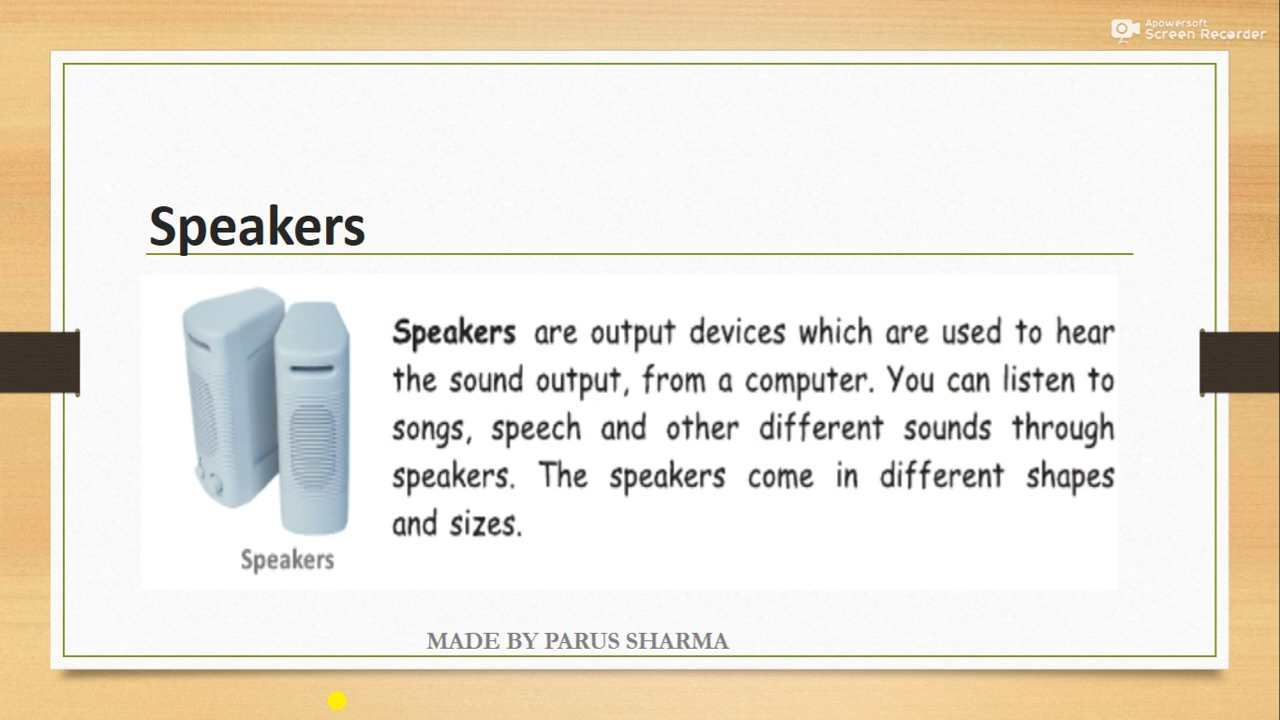 Apowersoft
Screen Recorder
Speakers
Speakers are output devices which are used to hear
the sound output, from a computer. You can listen to
songs, speech and other different sounds through
speakers. The speakers come in different shapes
and sizes.
Speakers
MADE BY PARUS SHARMA